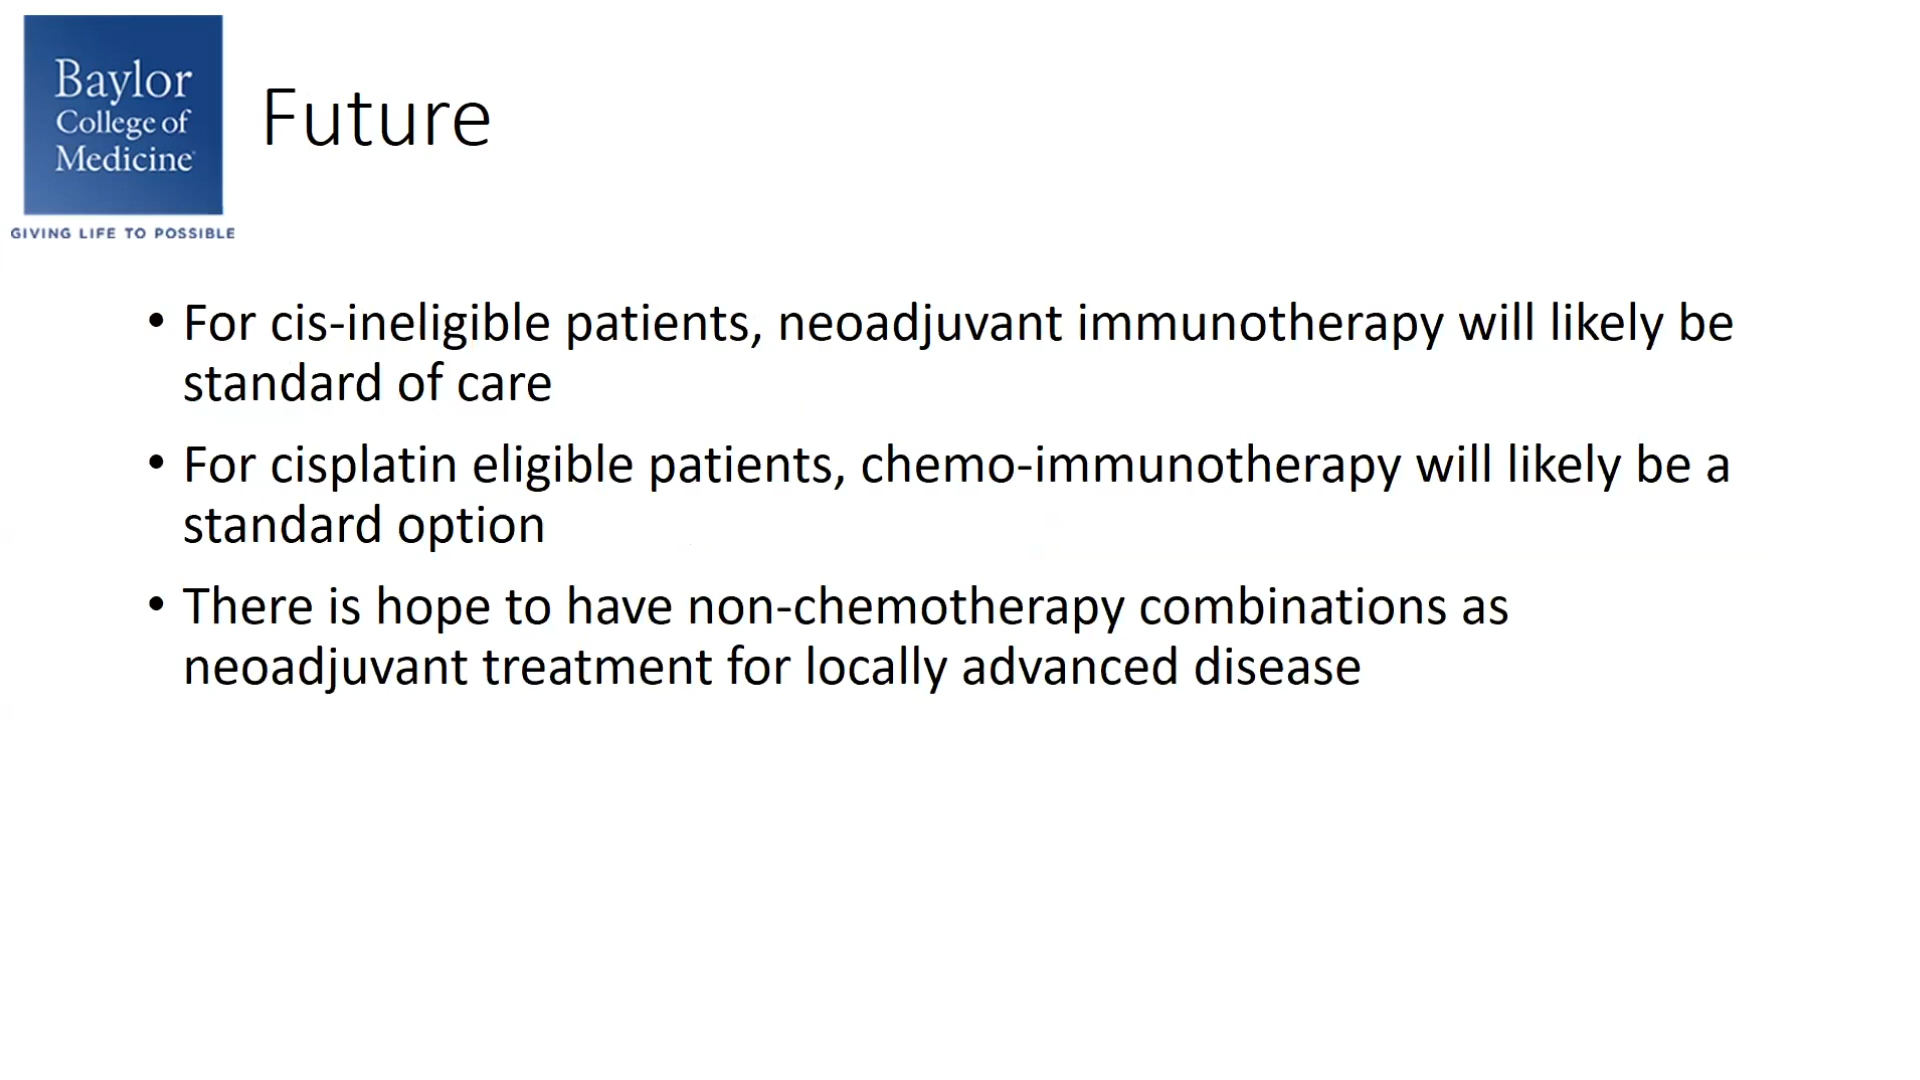 Baylor
College of
Medicine
GIVING LIFE TO POSSIBLE
Future
• For cis-ineligible patients, neoadjuvant immunotherapy will likely be
standard of care
• For cisplatin eligible patients, chemo-immunotherapy will likely be a
standard option
• There is hope to have non-chemotherapy combinations as
neoadjuvant treatment for locally advanced disease